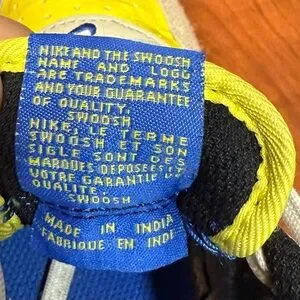 NIKE AND THE SWOOSH
NAME AND LOGO
ARE TRADEMARKS
AND YOUR GUARANTEE
OF QUALITY.
SWOOSH
NIKE, LE TERME
SWOOSH ET SON
SIGLE SONT DES
MARQUES DEPOSEES ET
VOTRE GARANTIE DE
QUALITE.
SWOOSH
MADE IN INDIA
FABRIQUE EN INDE